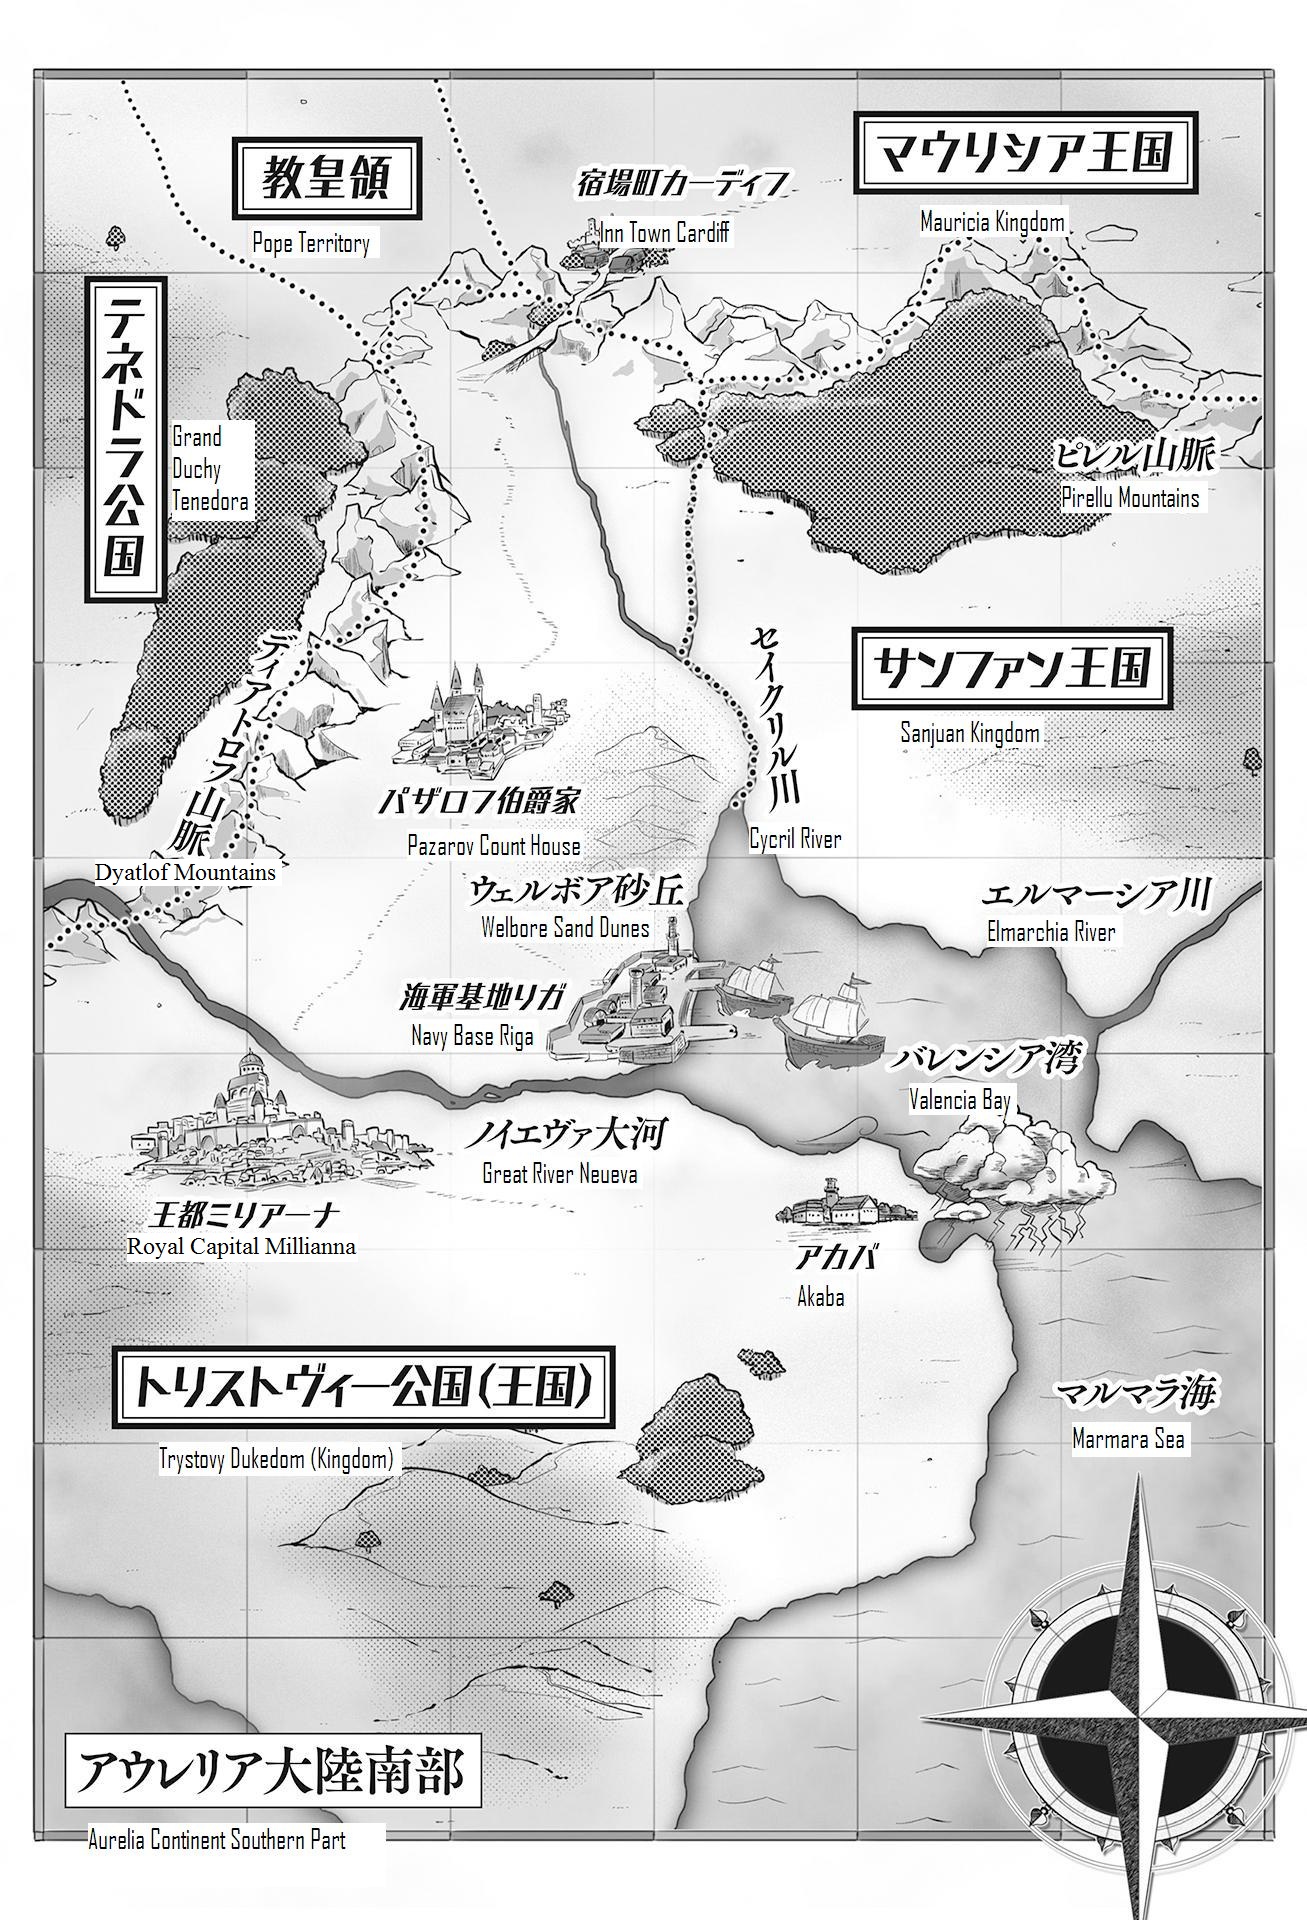 教皇領
Pope Territory
宿場町カーディフ
Inn Town Cardiff
マウリシア王国
Mauricia Kingdom
テネドラ公国
Grand
Duchy
Tenedora
ピレル山脈
Pirellu Mountains
ディアトロフ山脈
Dyatlof Mountains
セイクリル川
Cycril River
サンファン王国
Sanjuan Kingdom
パザロフ伯爵家
Pazarov Count House
ウェルボア砂丘
Welbore Sand Dunes
エルマーシア川
Elmarchia River
海軍基地リガ
Navy Base Riga
バレンシア湾
Valencia Bay
ノイエヴァ大河
Great River Neueva
王都ミリアーナ
Royal Capital Millianna
アカバ
Akaba
トリストヴィー公国(王国)
Trystovy Dukedom (Kingdom)
マルマラ海
Marmara Sea
アウレリア大陸南部
Aurelia Continent Southern Part